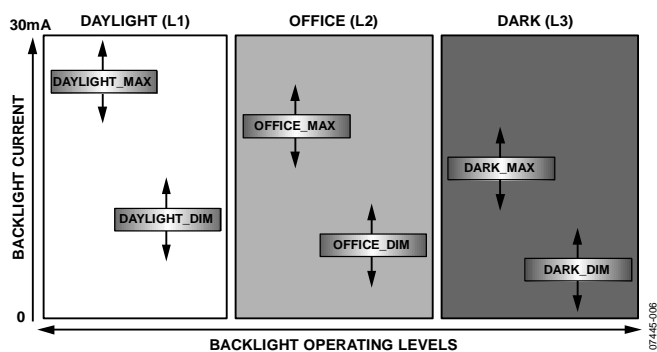 DAYLIGHT (L1)
OFFICE (L2)
DARK (L3)
30mA
DAYLIGHT_MAX
OFFICE_MAX
DARK_MAX
DAYLIGHT_DIM
OFFICE_DIM
DARK_DIM
BACKLIGHT CURRENT
0
BACKLIGHT OPERATING LEVELS
07445-006